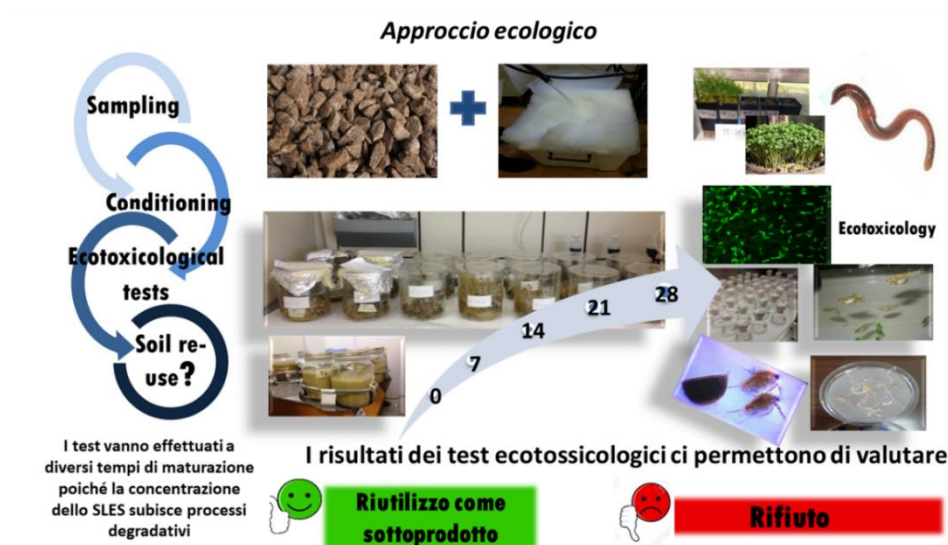 Approccio ecologico
Sampling
Conditioning
Ecotoxicological
tests
Soil re-
use?
Ecotoxicology
0
7
14
21
28
I test vanno effettuati a
diversi tempi di maturazione
poiché la concentrazione
dello SLES subisce processi
degradativi
I risultati dei test ecotossicologici ci permettono di valutare
Riutilizzo come
sottoprodotto
Rifiuto